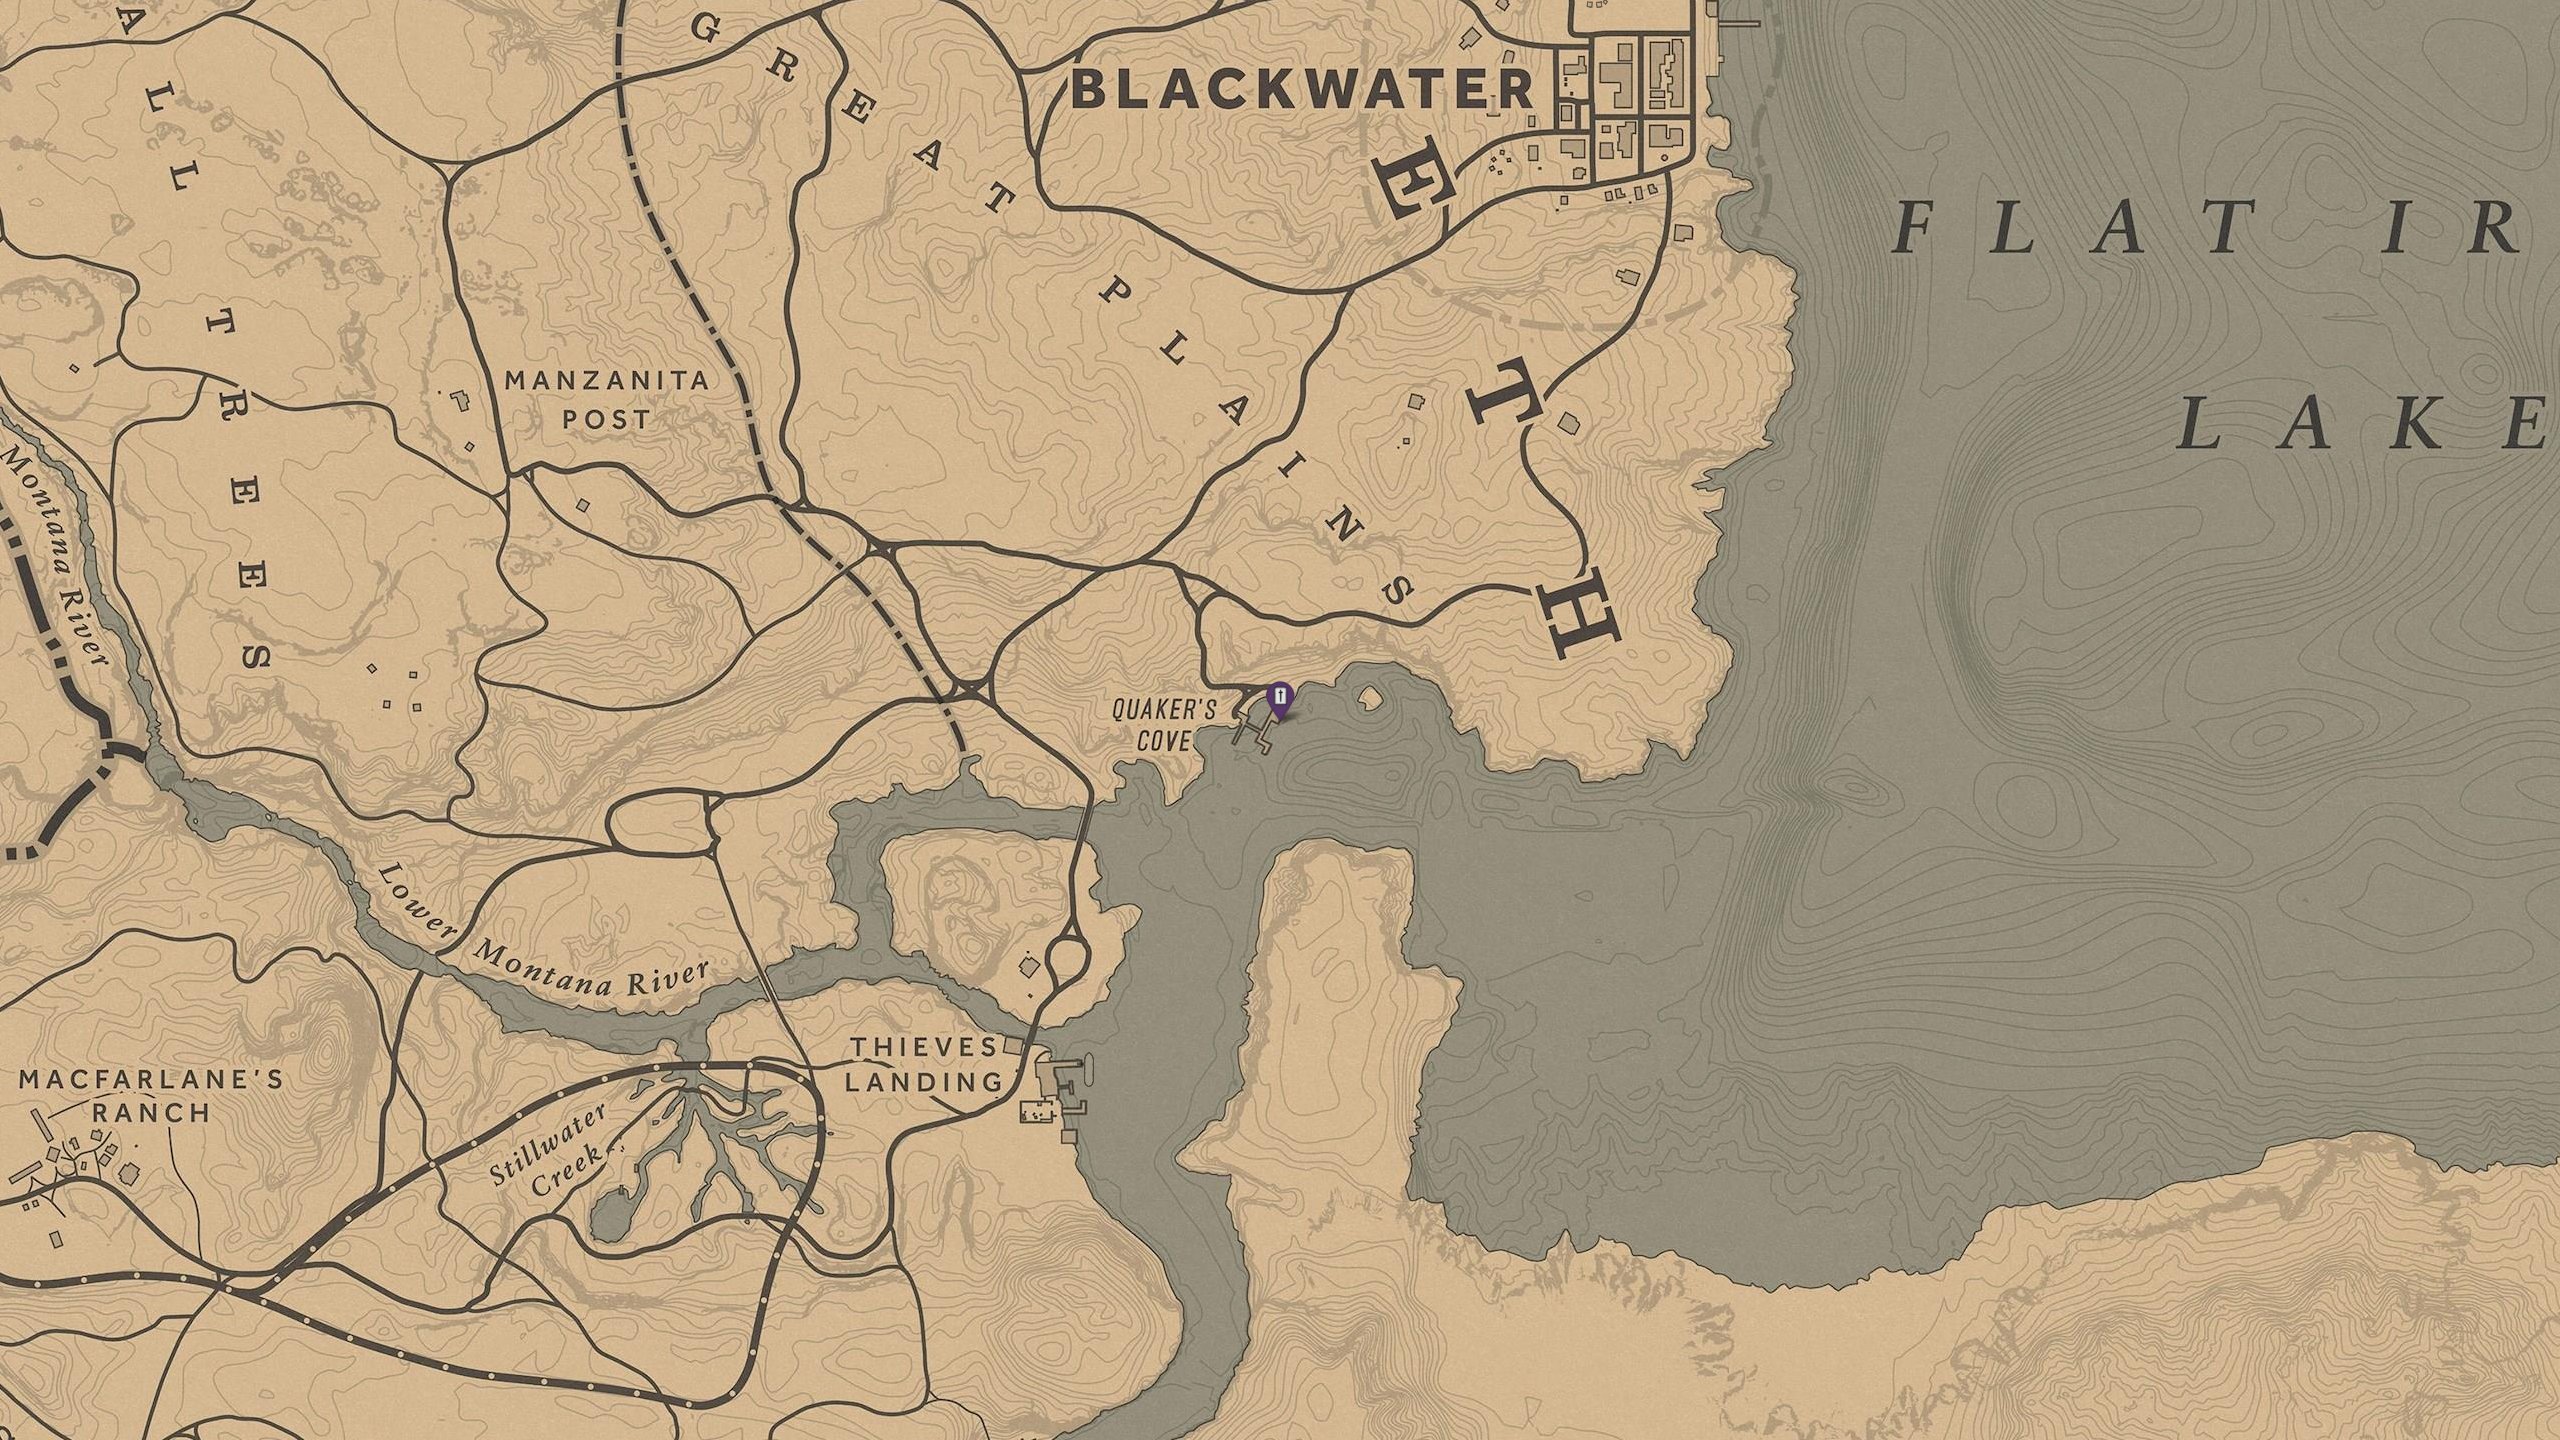 GREAT PLAINS
BLACKWATER
ALL TREES
E
T
H
FLAT IR
LAKE
MANZANITA
POST
Montana River
QUAKER'S
COVE
Lower Montana River
THIEVES
LANDING
MACFARLANE'S
RANCH
Stillwater
Creek